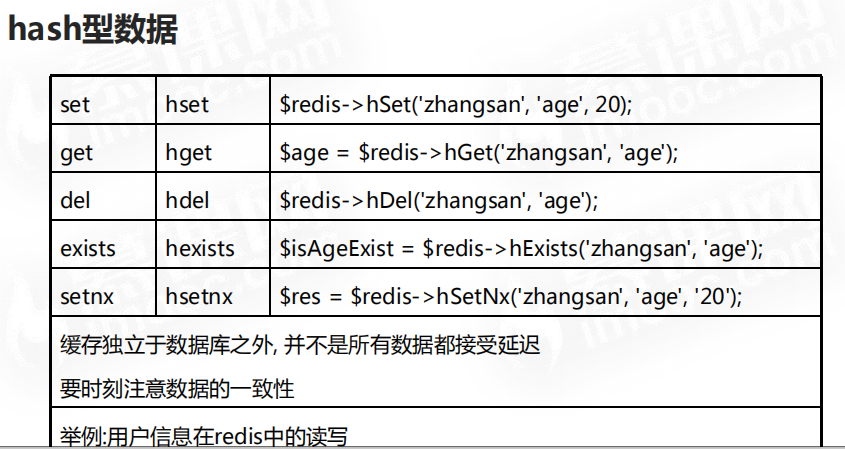 hash型数据
set hset $redis->hSet('zhangsan', 'age', 20);
get hget $age = $redis->hGet('zhangsan', 'age');
del hdel $redis->hDel('zhangsan', 'age');
exists hexists $isAgeExist = $redis->hExists('zhangsan', 'age');
setnx hsetnx $res = $redis->hSetNx('zhangsan', 'age', '20');
缓存独立于数据库之外, 并不是所有数据都接受延迟
要时刻注意数据的一致性
举例:用户信息在redis中的读写